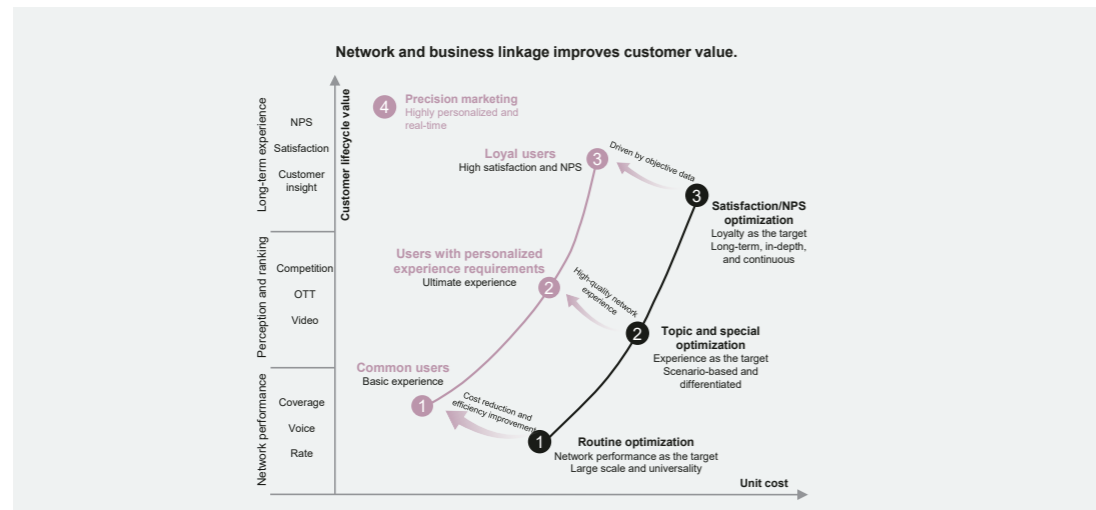 Network and business linkage improves customer value.
Long-term experience
NPS
Satisfaction
Customer
insight
Perception and ranking
Competition
OTT
Video
Network performance
Coverage
Voice
Rate
Customer lifecycle value
4
Precision marketing
Highly personalized and
real-time
Loyal users
High satisfaction and NPS
3
Driven by objective data
3
Satisfaction/NPS
optimization
Loyalty as the target
Long-term, in-depth,
and continuous
Users with personalized
experience requirements
Ultimate experience
2
High-quality network
experience
2
Topic and special
optimization
Experience as the target
Scenario-based and
differentiated
Common users
Basic experience
1
Cost reduction and
efficiency improvement
1
Routine optimization
Network performance as the target
Large scale and universality
Unit cost